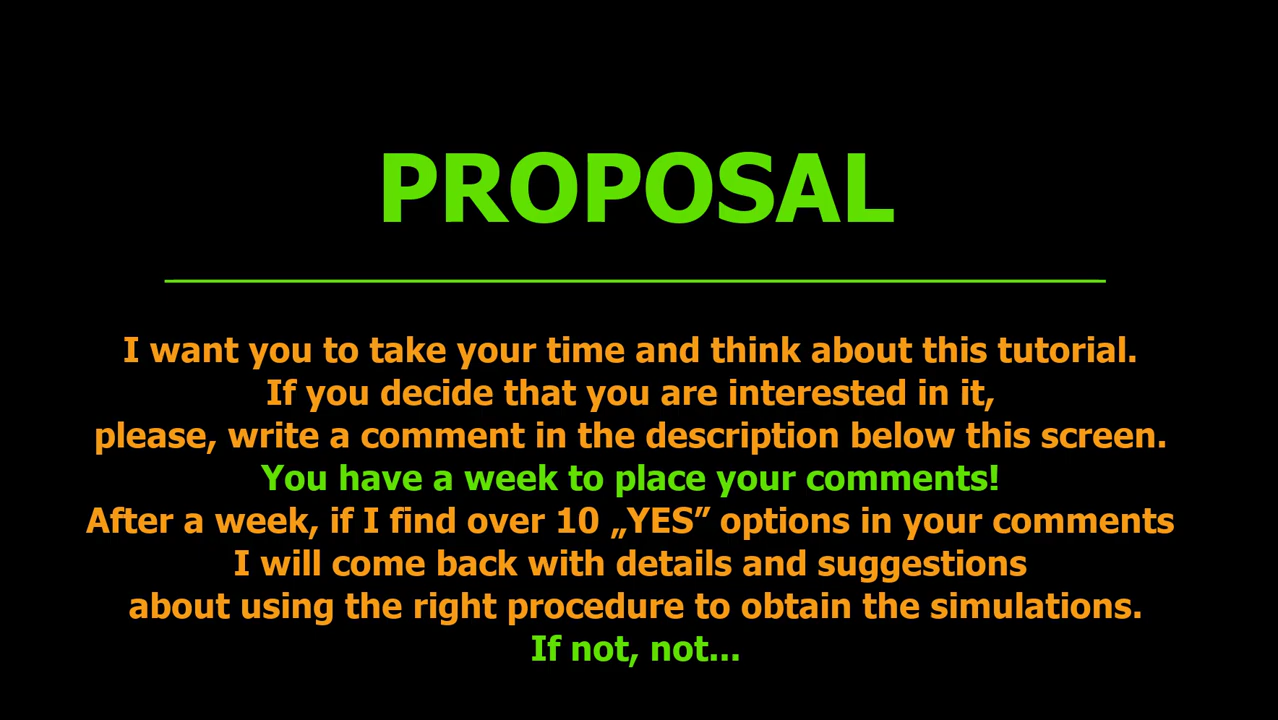 PROPOSAL
I want you to take your time and think about this tutorial.
If you decide that you are interested in it,
please, write a comment in the description below this screen.
You have a week to place your comments!
After a week, if I find over 10 „YES” options in your comments
I will come back with details and suggestions
about using the right procedure to obtain the simulations.
If not, not...